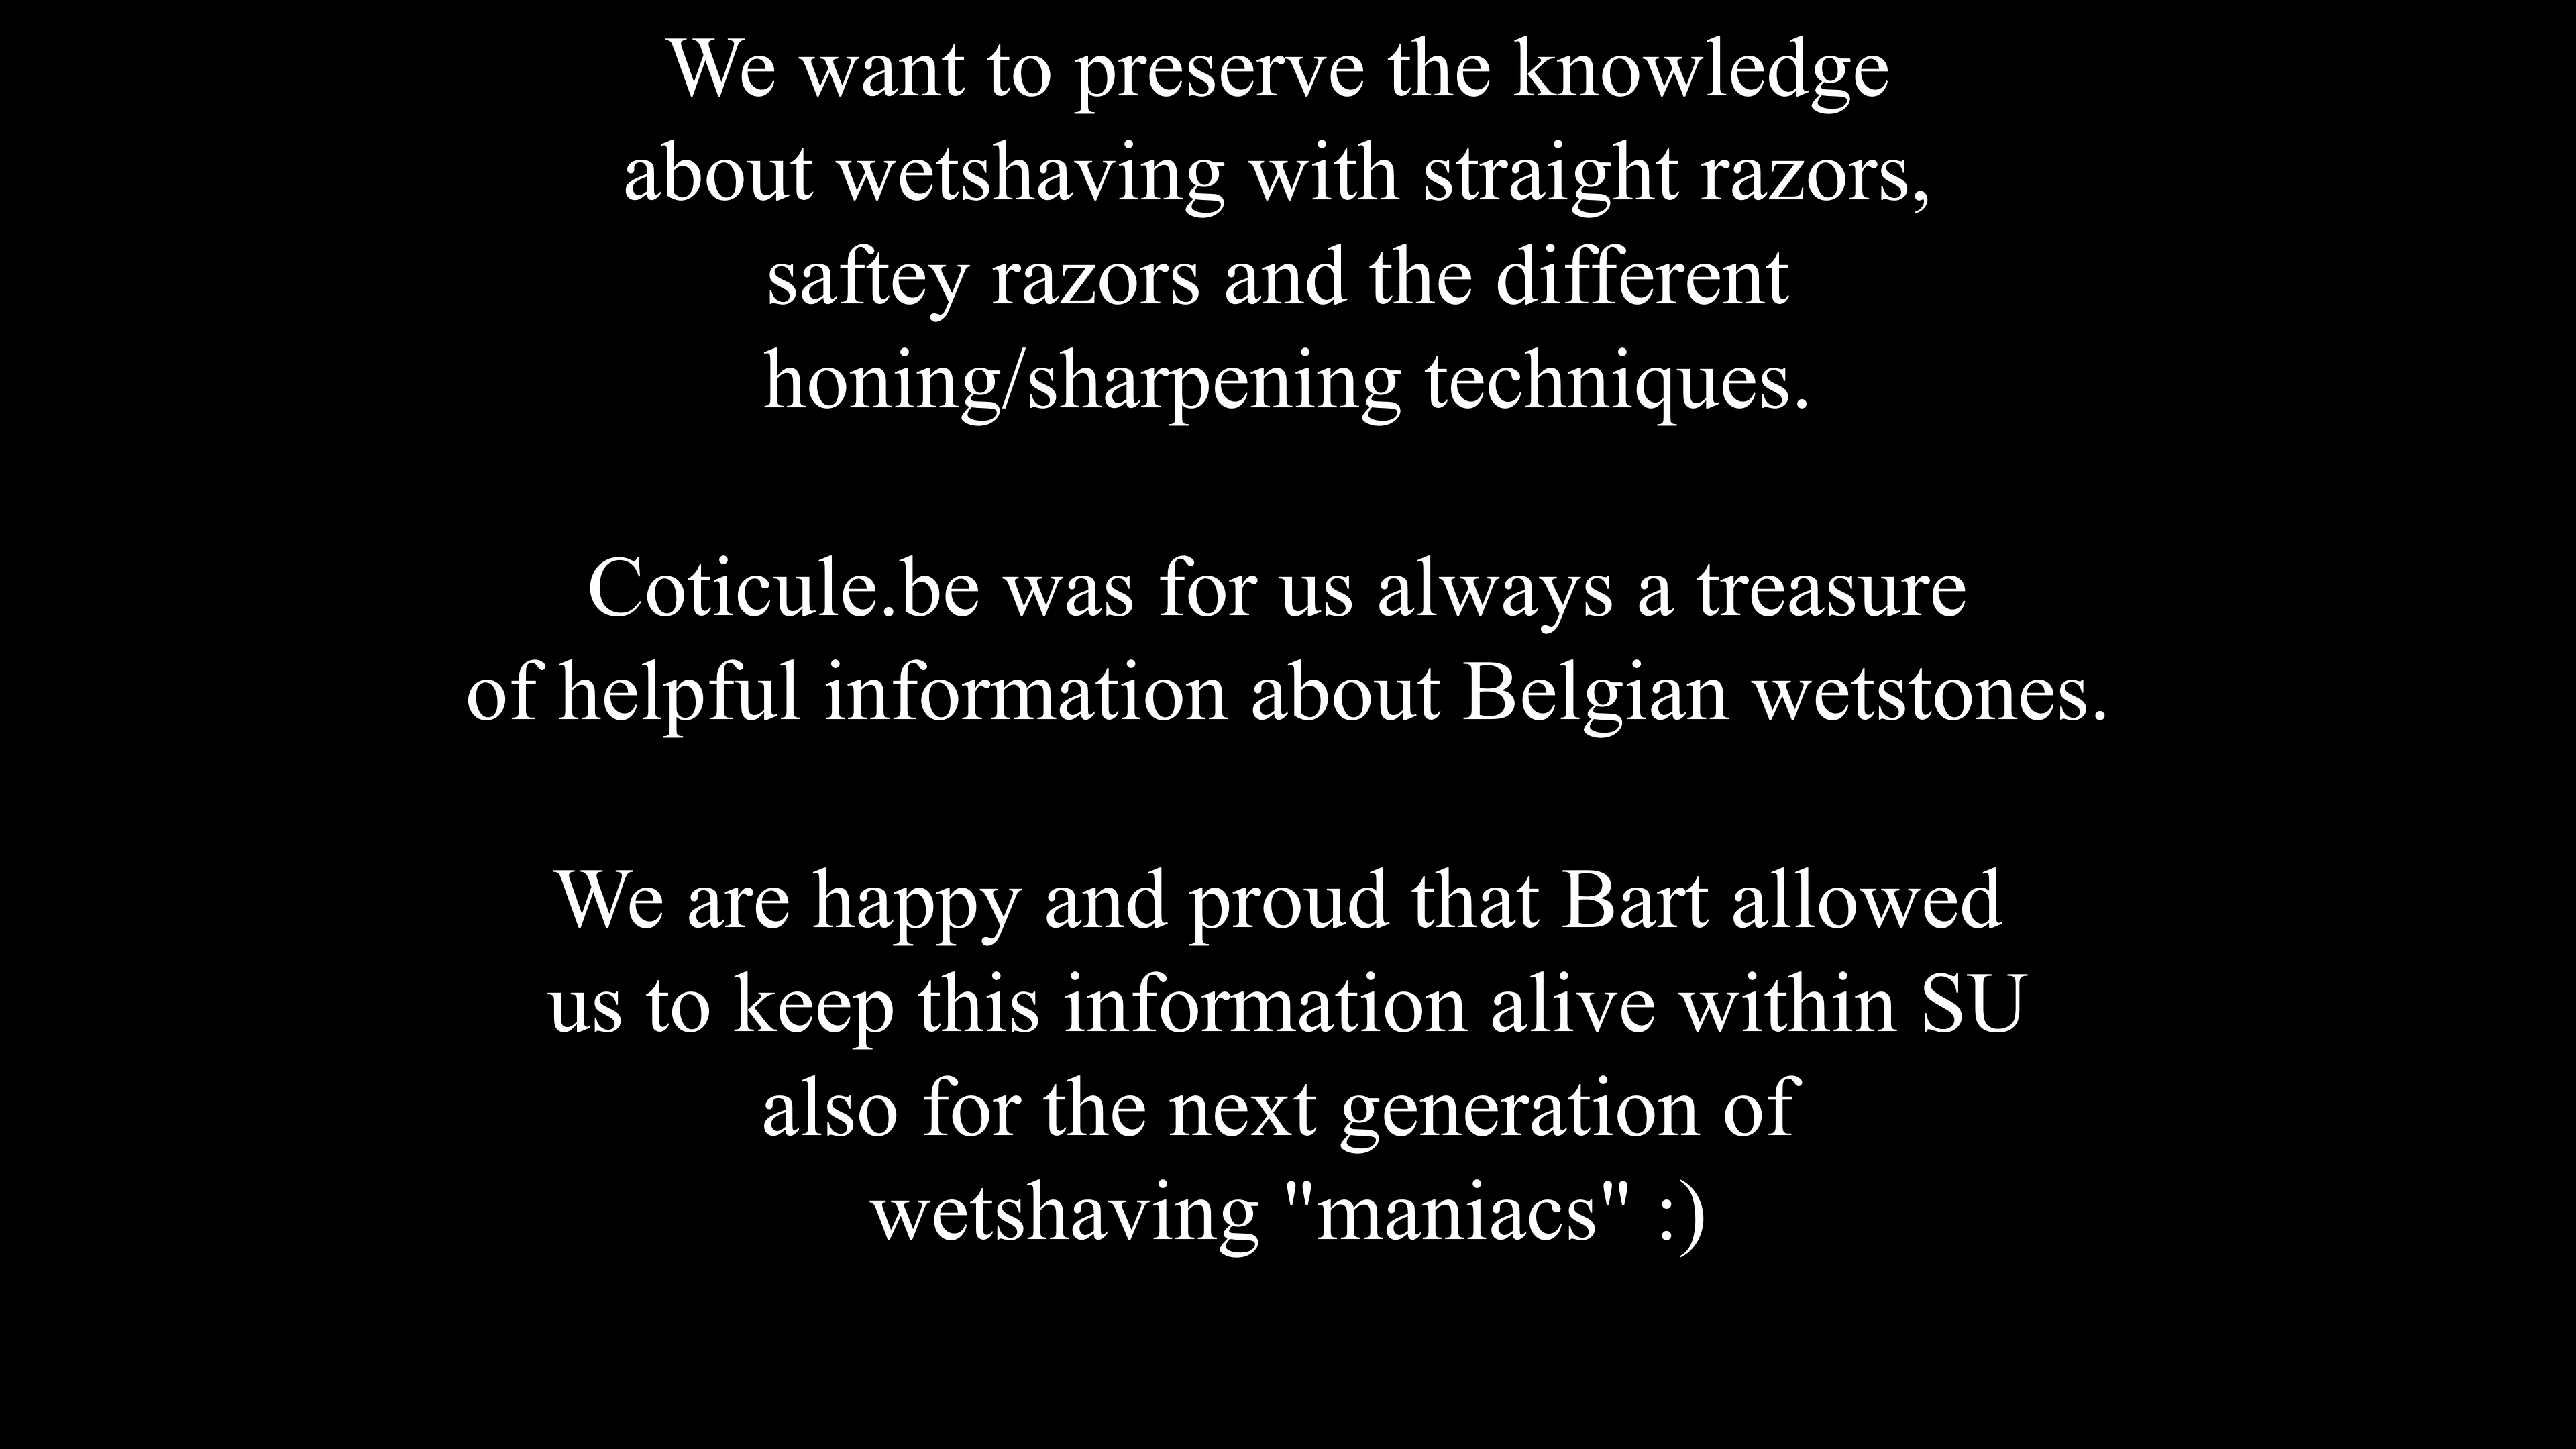 We want to preserve the knowledge
about wetshaving with straight razors,
saftey razors and the different
honing/sharpening techniques.
Coticule.be was for us always a treasure
of helpful information about Belgian wetstones.
We are happy and proud that Bart allowed
us to keep this information alive within SU
also for the next generation of
wetshaving "maniacs" :)